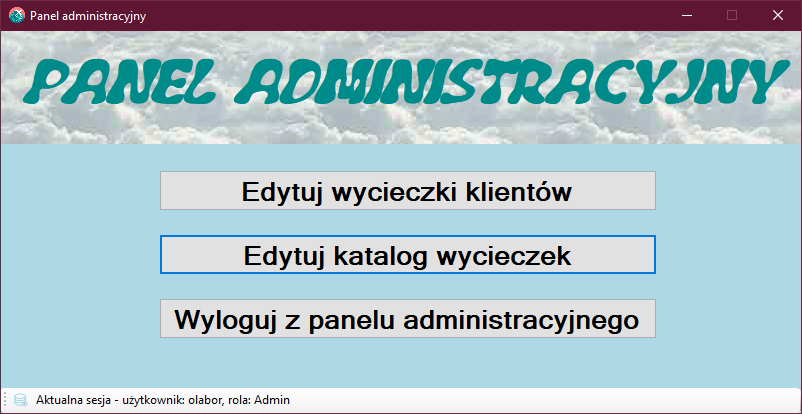 Panel administracyjny
PANEL ADMINISTRACYJNY
Edytuj wycieczki klientów
Edytuj katalog wycieczek
Wyloguj z panelu administracyjnego
Aktualna sesja - użytkownik: olabor, rola: Admin